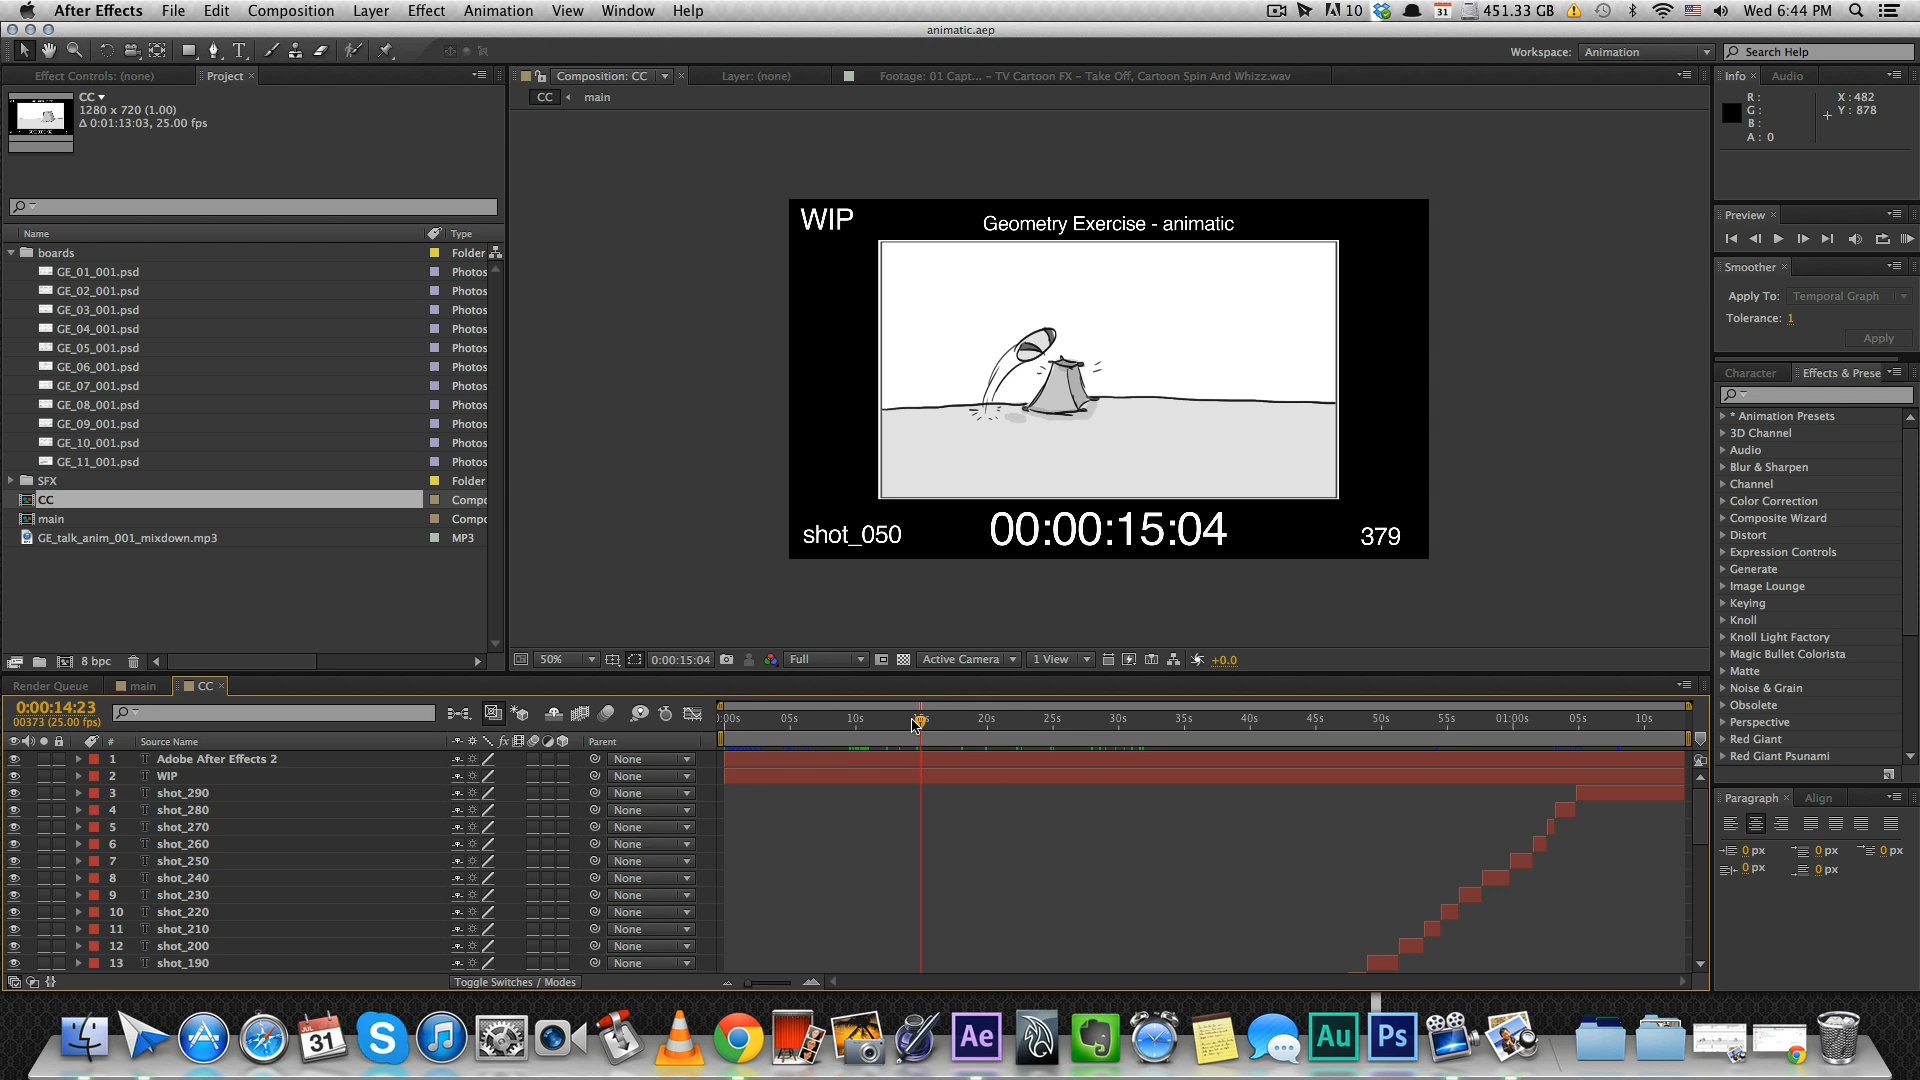 After Effects File Edit Composition Layer Effect Animation View Window Help 10 31 451.33 GB Wed 6:44 PM
animatic.aep
Workspace: Animation Search Help
Effect Controls: (none) Project
CC
1280 x 720 (1.00)
Δ 0:01:13:03, 25.00 fps
Name Type
boards Folder
GE_01_001.psd Photos
GE_02_001.psd Photos
GE_03_001.psd Photos
GE_04_001.psd Photos
GE_05_001.psd Photos
GE_06_001.psd Photos
GE_07_001.psd Photos
GE_08_001.psd Photos
GE_09_001.psd Photos
GE_10_001.psd Photos
GE_11_001.psd Photos
SFX Folder
CC Compo
main Compo
GE_talk_anim_001_mixdown.mp3 MP3
8 bpc
Composition: CC Layer: (none) Footage: 01 Capt... – TV Cartoon FX – Take Off, Cartoon Spin And Whizz.wav
CC main
WIP
Geometry Exercise - animatic
shot_050 00:00:15:04 379
50% 0:00:15:04 Full Active Camera 1 View +0.0
Info Audio
R: X: 482
G: Y: 878
B:
A: 0
Preview
Smoother
Apply To: Temporal Graph
Tolerance: 1
Apply
Character Effects & Prese
* Animation Presets
3D Channel
Audio
Blur & Sharpen
Channel
Color Correction
Composite Wizard
Distort
Expression Controls
Generate
Image Lounge
Keying
Knoll
Knoll Light Factory
Magic Bullet Colorista
Matte
Noise & Grain
Obsolete
Perspective
Red Giant
Red Giant Psunami
Paragraph Align
0 px 0 px 0 px
0 px 0 px
Render Queue main CC
0:00:14:23
00373 (25.00 fps)
):00s 05s 10s 20s 25s 30s 35s 40s 45s 50s 55s 01:00s 05s 10s
# Source Name fx Parent
1 T Adobe After Effects 2 None
2 T WIP None
3 T shot_290 None
4 T shot_280 None
5 T shot_270 None
6 T shot_260 None
7 T shot_250 None
8 T shot_240 None
9 T shot_230 None
10 T shot_220 None
11 T shot_210 None
12 T shot_200 None
13 T shot_190 None
Toggle Switches / Modes
JUL 31 Ae Au Ps